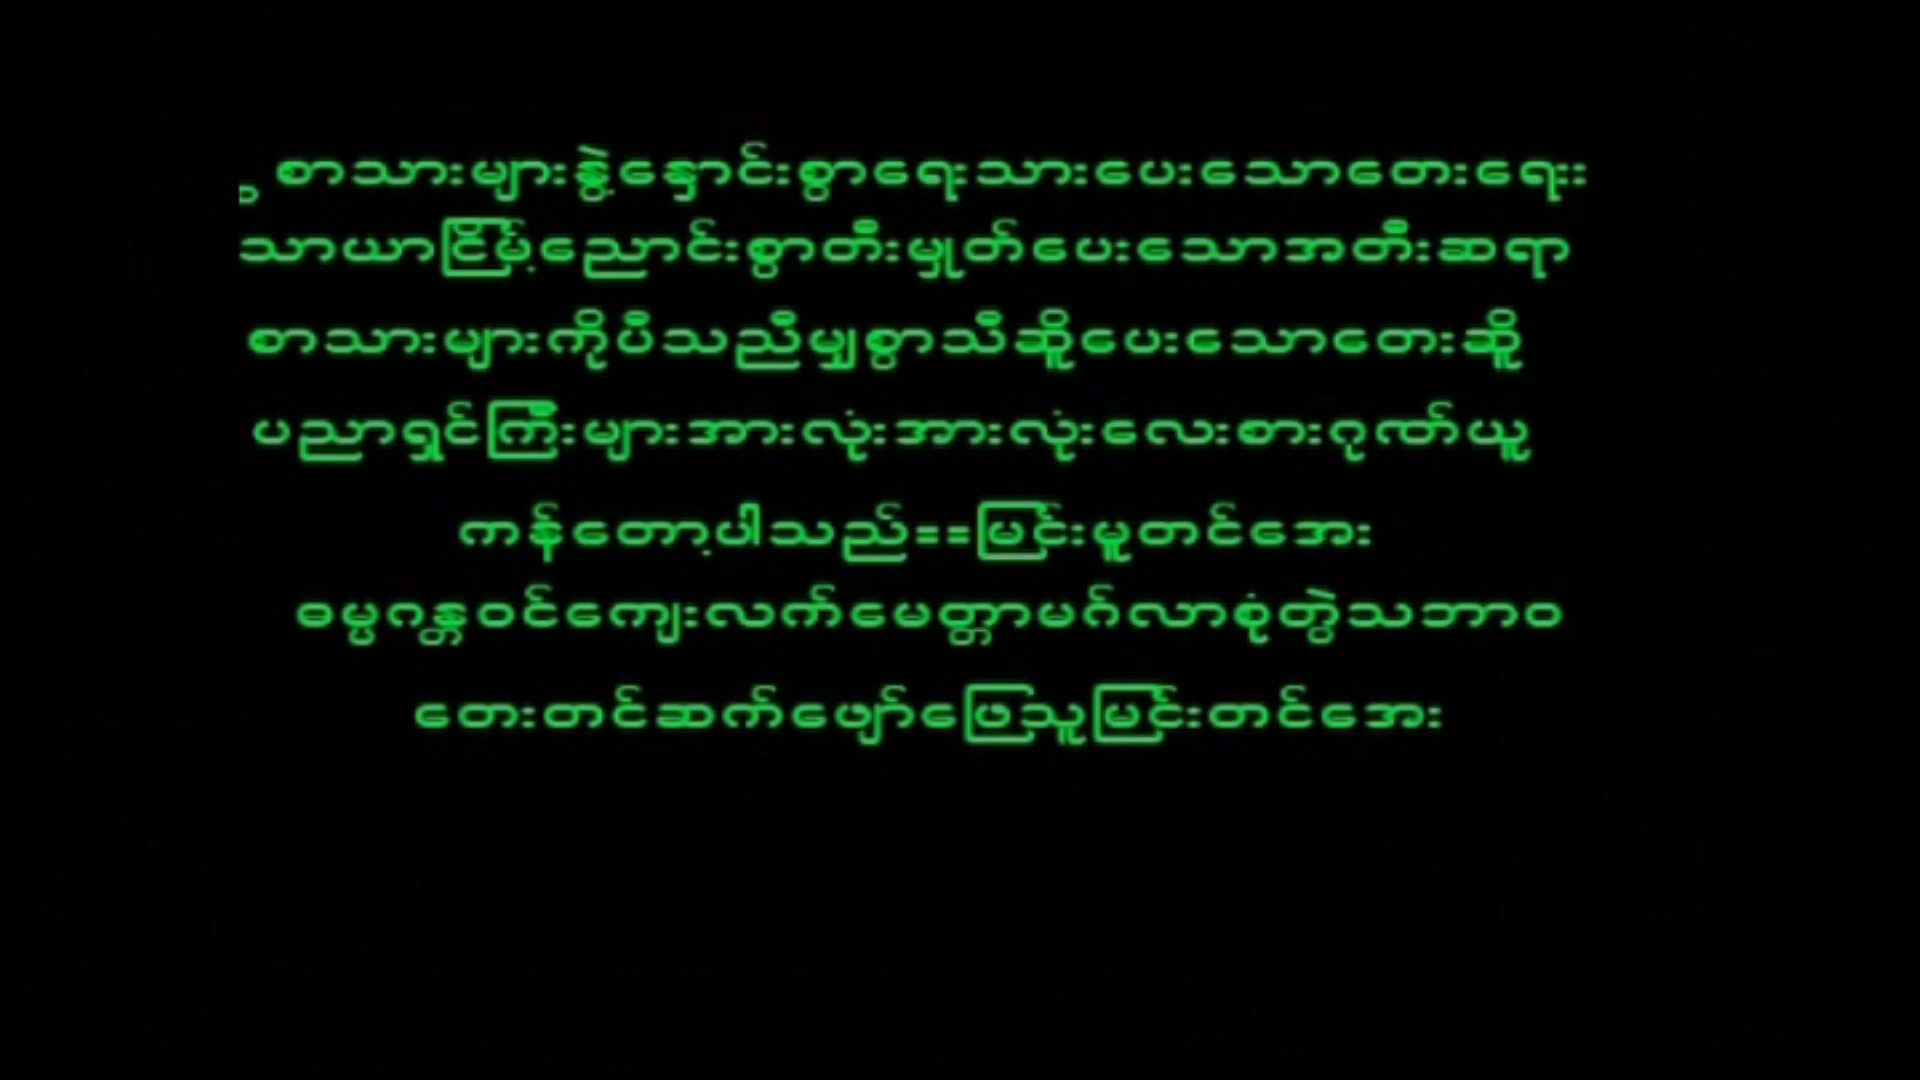 စာသားများနွဲ့နှောင်းစွာရေးသားပေးသောတေးရေးး
သာယာငြိမ့်ညောင်းစွာတီးမှုတ်ပေးသောအတီးဆရာ
စာသားများကိုပီသညီမျှစွာသီဆိူပေးသောတေးဆိူ
ပညာရှင်ကြီးများအားလုံးအားလုံးလေးစားဂုဏ်ယူ
ကန်တော့ပါသည်==မြင်းမူတင်အေး
ဓမ္မဂန္တဝင်ကျေးလက်မေတ္တာမဂ်လာစုံတွဲသဘာဝ
တေးတင်ဆက်ဖျော်ဖြေသူမြင်းတင်အေး